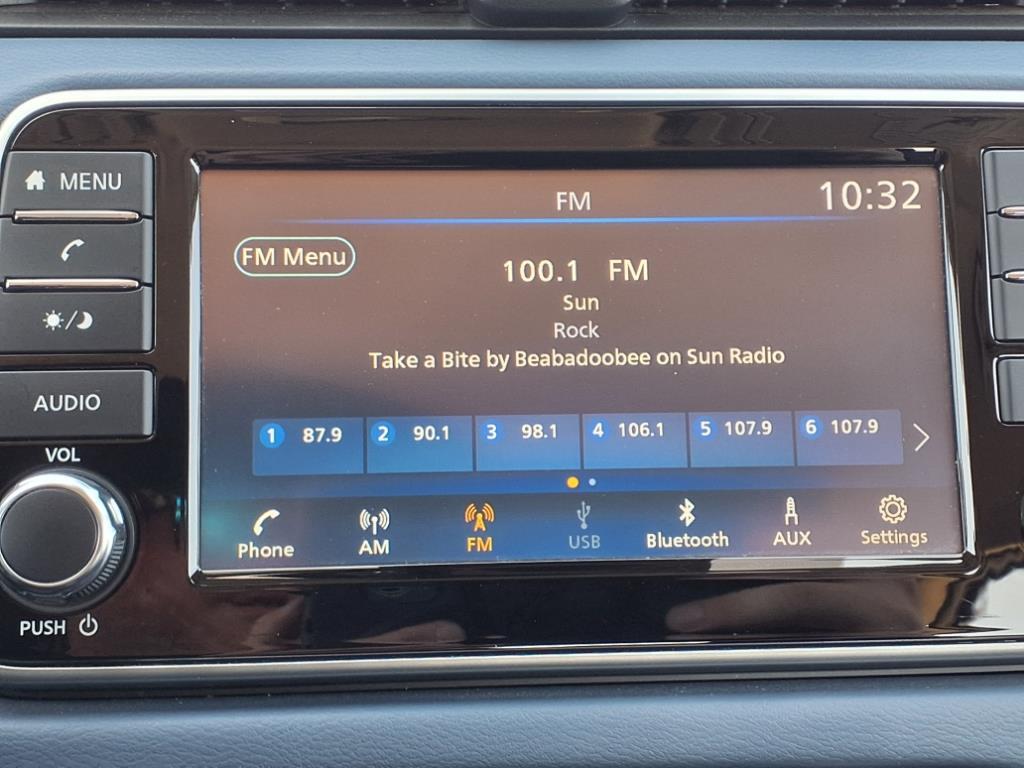 MENU
AUDIO
VOL
PUSH
FM
10:32
FM Menu
100.1 FM
Sun
Rock
Take a Bite by Beabadoobee on Sun Radio
1 87.9 2 90.1 3 98.1 4 106.1 5 107.9 6 107.9
Phone AM FM USB Bluetooth AUX Settings